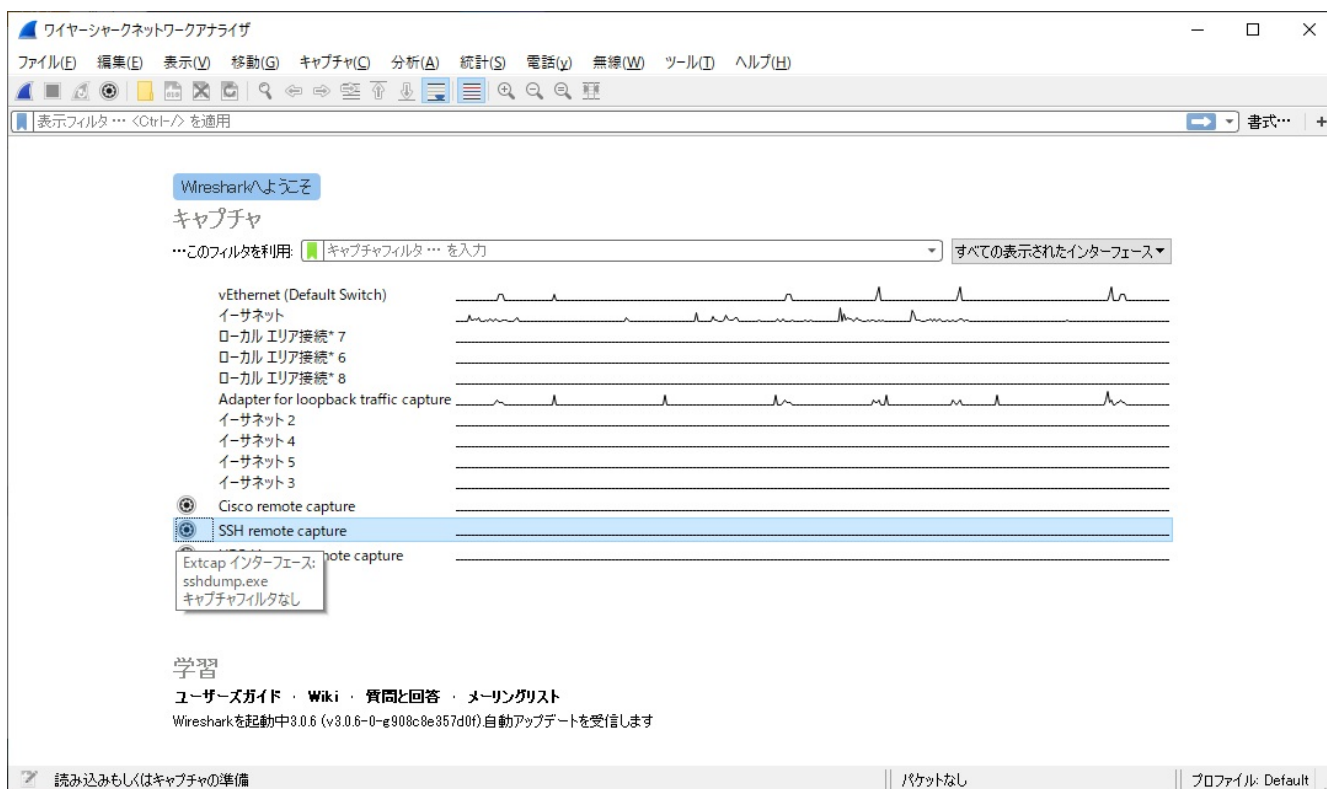 ワイヤーシャークネットワークアナライザ
ファイル(F) 編集(E) 表示(V) 移動(G) キャプチャ(C) 分析(A) 統計(S) 電話(y) 無線(W) ツール(T) ヘルプ(H)
表示フィルタ … <Ctrl-/> を適用 書式… +
Wiresharkへようこそ
キャプチャ
…このフィルタを利用: キャプチャフィルタ … を入力 すべての表示されたインターフェース
vEthernet (Default Switch)
イーサネット
ローカル エリア接続* 7
ローカル エリア接続* 6
ローカル エリア接続* 8
Adapter for loopback traffic capture
イーサネット 2
イーサネット 4
イーサネット 5
イーサネット 3
Cisco remote capture
SSH remote capture
capture
Extcap インターフェース:
sshdump.exe
キャプチャフィルタなし
学習
ユーザーズガイド · Wiki · 質問と回答 · メーリングリスト
Wiresharkを起動中3.0.6 (v3.0.6-0-g908c8e357d0f).自動アップデートを受信します
読み込みもしくはキャプチャの準備 パケットなし プロファイル: Default